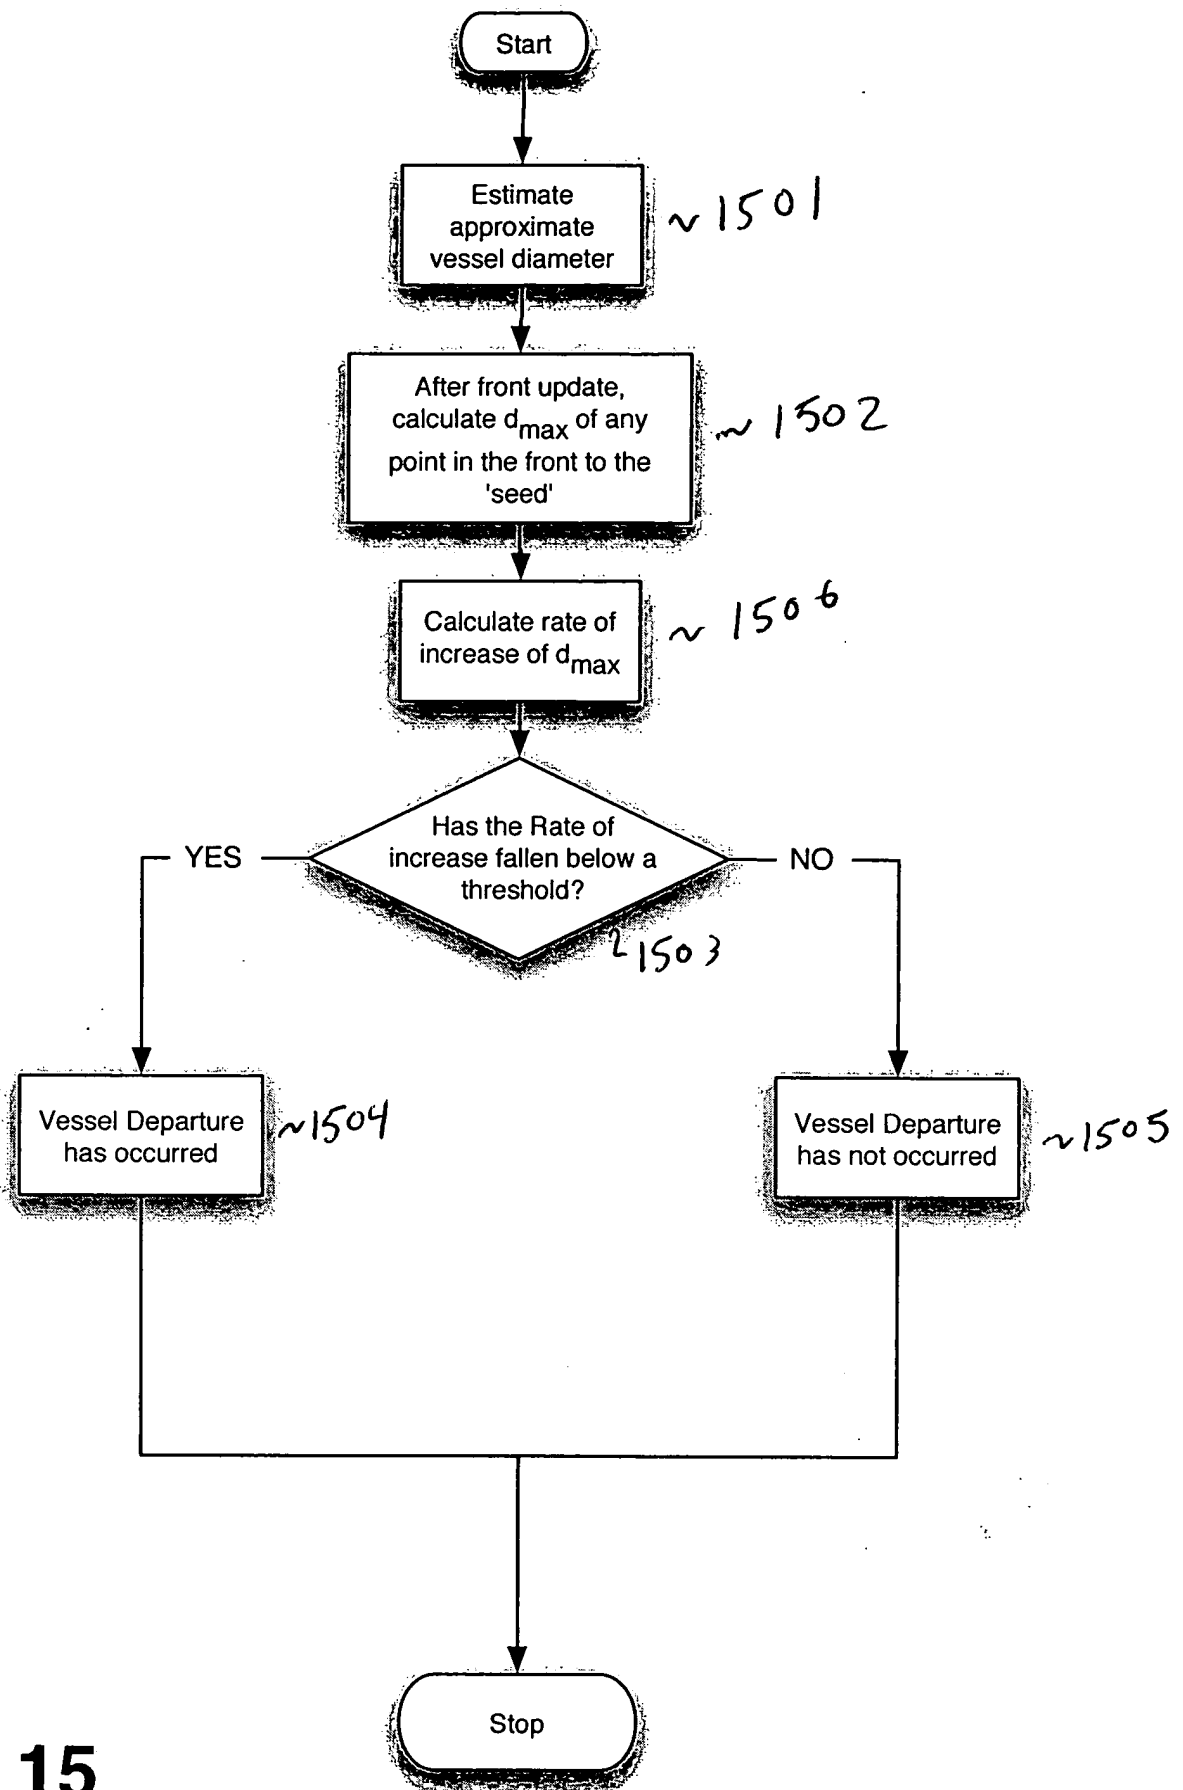 Start
Estimate
approximate
vessel diameter
~1501
After front update,
calculate dmax of any
point in the front to the
'seed'
~1502
Calculate rate of
increase of dmax
~1506
Has the Rate of
increase fallen below a
threshold?
YES
NO
1503
Vessel Departure
has occurred
~1504
Vessel Departure
has not occurred
~1505
Stop
15